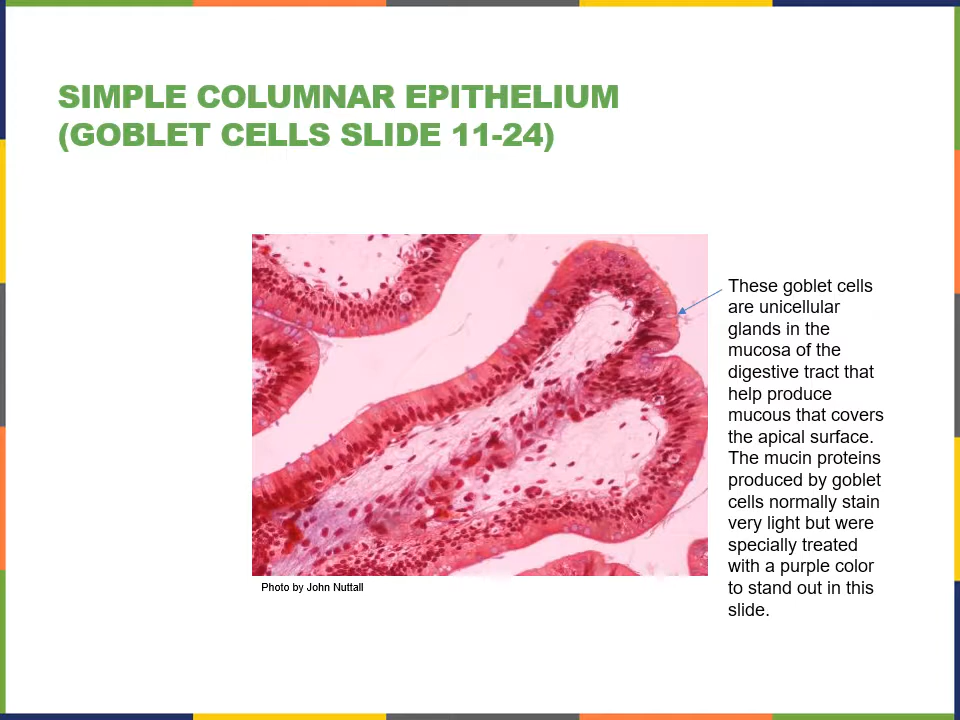 SIMPLE COLUMNAR EPITHELIUM
(GOBLET CELLS SLIDE 11-24)
These goblet cells
are unicellular
glands in the
mucosa of the
digestive tract that
help produce
mucous that covers
the apical surface.
The mucin proteins
produced by goblet
cells normally stain
very light but were
specially treated
with a purple color
to stand out in this
slide.
Photo by John Nuttall